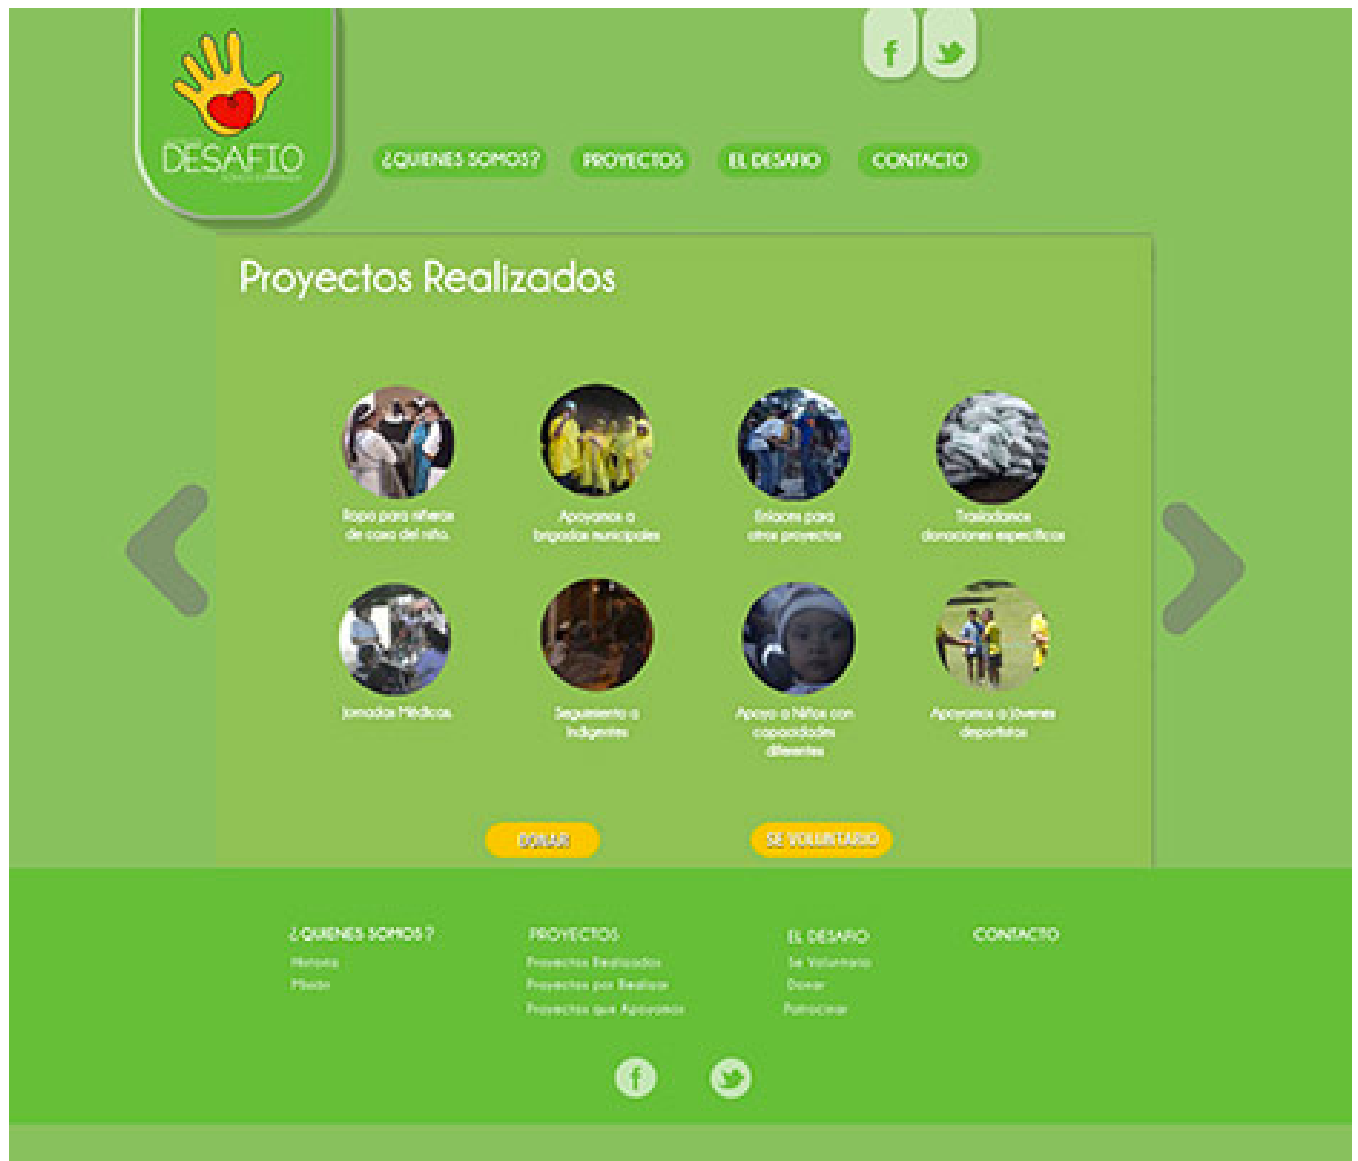 DESAFIO
¿QUIENES SOMOS?
PROYECTOS
EL DESAFIO
CONTACTO
Proyectos Realizados
Ropa para niñeros
de casa del niño.
Apoyamos a
brigadas municipales
Enlaces para
otros proyectos
Trasladamos
donaciones específicas
Jornadas Médicas.
Seguimiento a
Indigentes
Apoyo a Niños con
capacidades
diferentes
Apoyamos a Jóvenes
deportistas
DONAR
SE VOLUNTARIO
¿ QUIENES SOMOS ?
Historia
Misión
PROYECTOS
Proyectos Realizados
Proyectos por Realizar
Proyectos que Apoyamos
EL DESAFIO
Se Voluntario
Donar
Patrocinar
CONTACTO